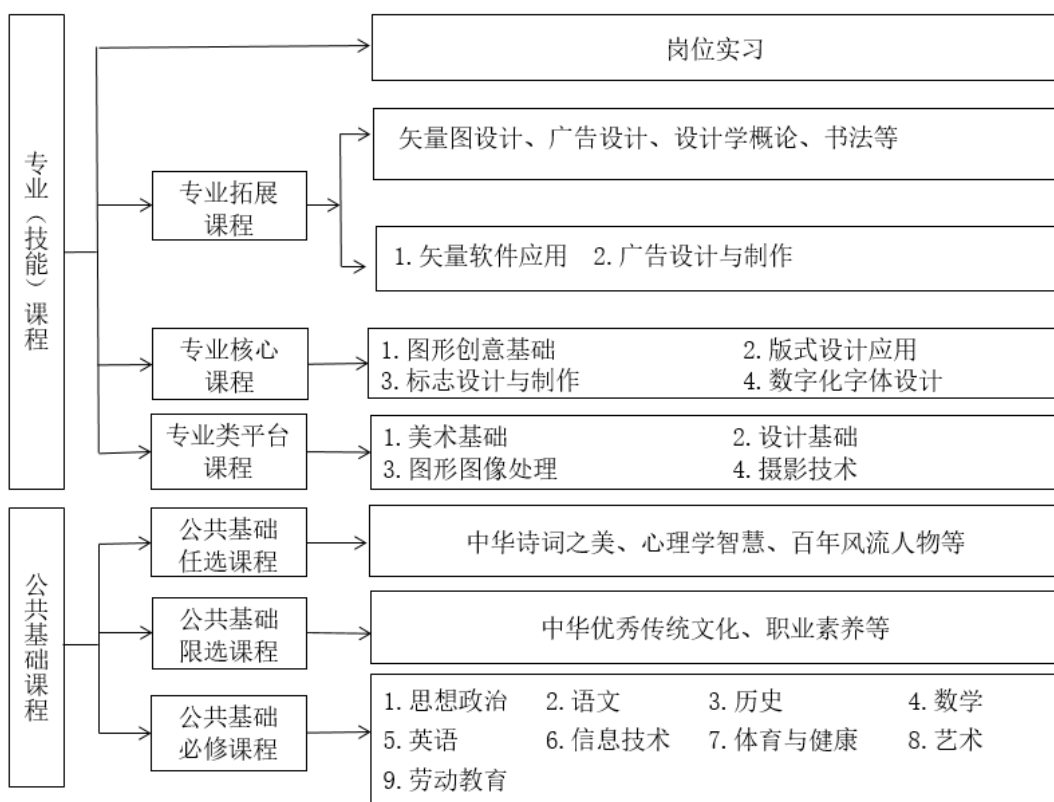 专业（技能）课程
岗位实习
专业拓展
课程
矢量图设计、广告设计、设计学概论、书法等
1.矢量软件应用 2.广告设计与制作
专业核心
课程
1.图形创意基础 2.版式设计应用
3.标志设计与制作 4.数字化字体设计
专业类平台
课程
1.美术基础 2.设计基础
3.图形图像处理 4.摄影技术
公共基础课程
公共基础
任选课程
中华诗词之美、心理学智慧、百年风流人物等
公共基础
限选课程
中华优秀传统文化、职业素养等
公共基础
必修课程
1.思想政治 2.语文 3.历史 4.数学
5.英语 6.信息技术 7.体育与健康 8.艺术
9.劳动教育